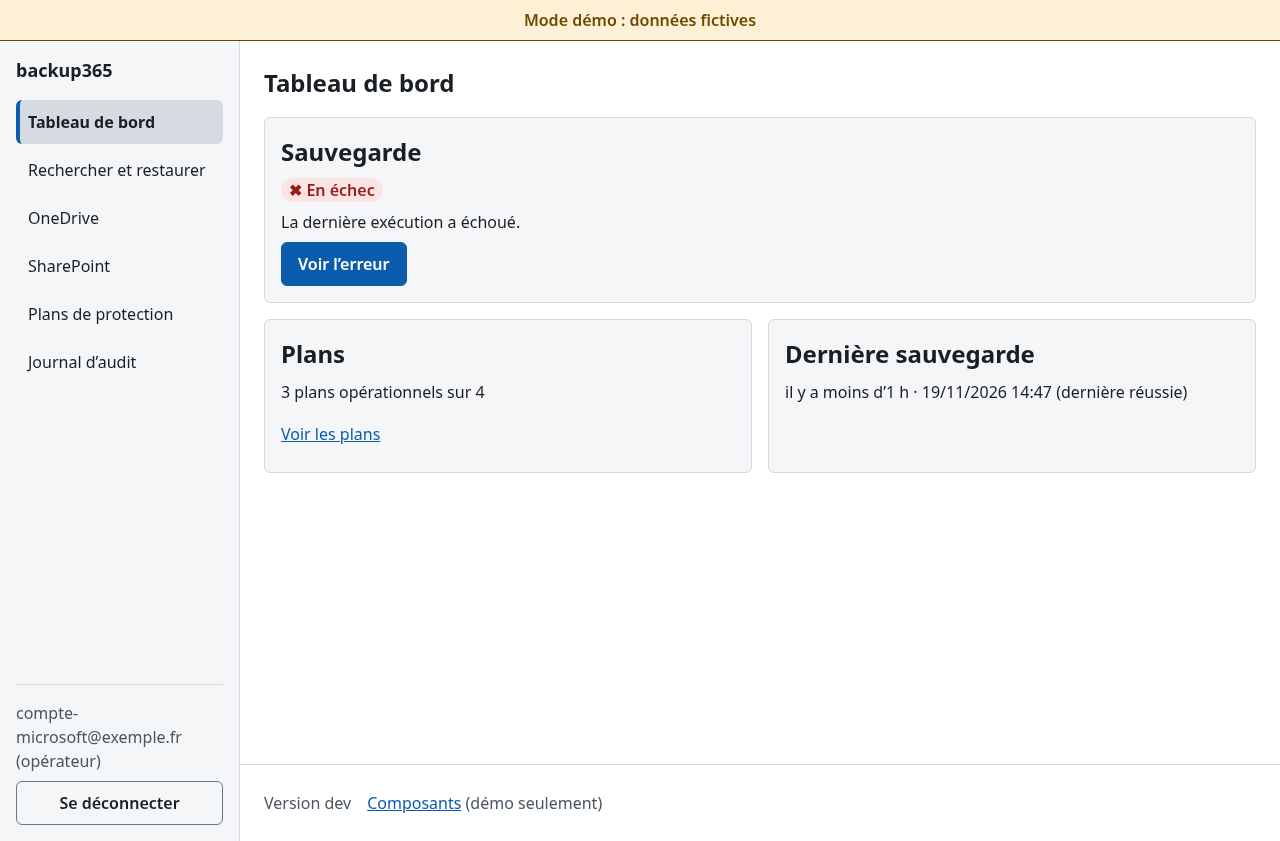 Mode démo : données fictives
backup365
Tableau de bord
Rechercher et restaurer
OneDrive
SharePoint
Plans de protection
Journal d’audit
compte-
microsoft@exemple.fr
(opérateur)
Se déconnecter
Tableau de bord
Sauvegarde
✖ En échec
La dernière exécution a échoué.
Voir l’erreur
Plans
3 plans opérationnels sur 4
Voir les plans
Dernière sauvegarde
il y a moins d’1 h · 19/11/2026 14:47 (dernière réussie)
Version dev Composants (démo seulement)